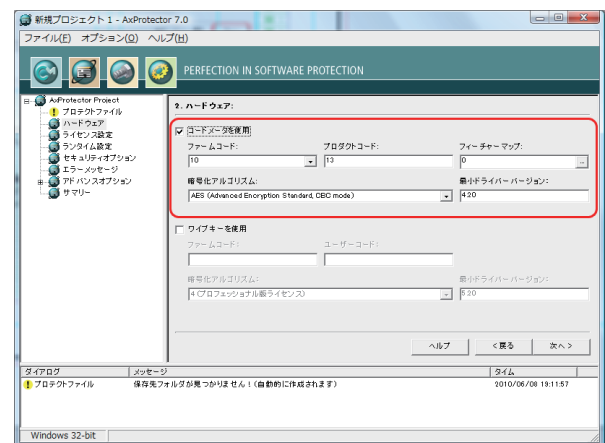 新規プロジェクト 1 - AxProtector 7.0
ファイル(F) オプション(O) ヘルプ(H)
PERFECTION IN SOFTWARE PROTECTION
AxProtector Project
プロテクトファイル
ハードウェア
ライセンス設定
ランタイム設定
セキュリティオプション
エラーメッセージ
アドバンスオプション
サマリー
2. ハードウェア:
コードメータを使用
ファームコード: プロダクトコード: フィーチャーマップ:
10 13 0 ...
暗号化アルゴリズム: 最小ドライバーバージョン:
AES (Advanced Encryption Standard, CBC mode) 4.20
ワイブキーを使用
ファームコード: ユーザーコード:
暗号化アルゴリズム: 最小ドライバーバージョン:
4 (プロフェッショナル版ライセンス) 5.20
ヘルプ <戻る 次へ>
ダイアログ メッセージ タイム
プロテクトファイル 保存先フォルダが見つかりません！(自動的に作成されます) 2010/06/08 19:11:57
Windows 32-bit